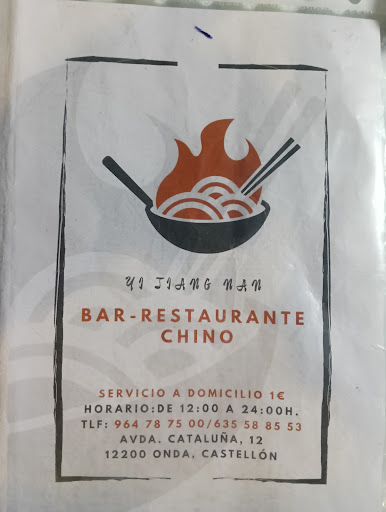 YI JIANG NAN
BAR-RESTAURANTE
CHINO
SERVICIO A DOMICILIO 1€
HORARIO:DE 12:00 A 24:00H.
TLF: 964 78 75 00/635 58 85 53
AVDA. CATALUÑA, 12
12200 ONDA, CASTELLÓN